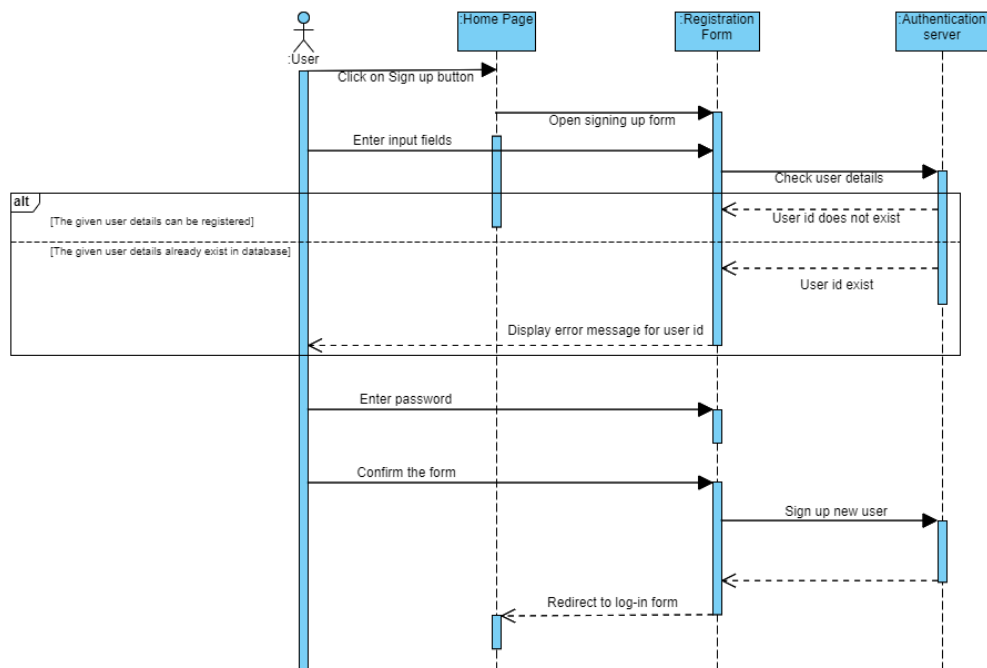 :Home Page
:Registration
Form
:Authentication
server
:User
Click on Sign up button
Open signing up form
Enter input fields
Check user details
alt
[The given user details can be registered]
User id does not exist
[The given user details already exist in database]
User id exist
Display error message for user id
Enter password
Confirm the form
Sign up new user
Redirect to log-in form